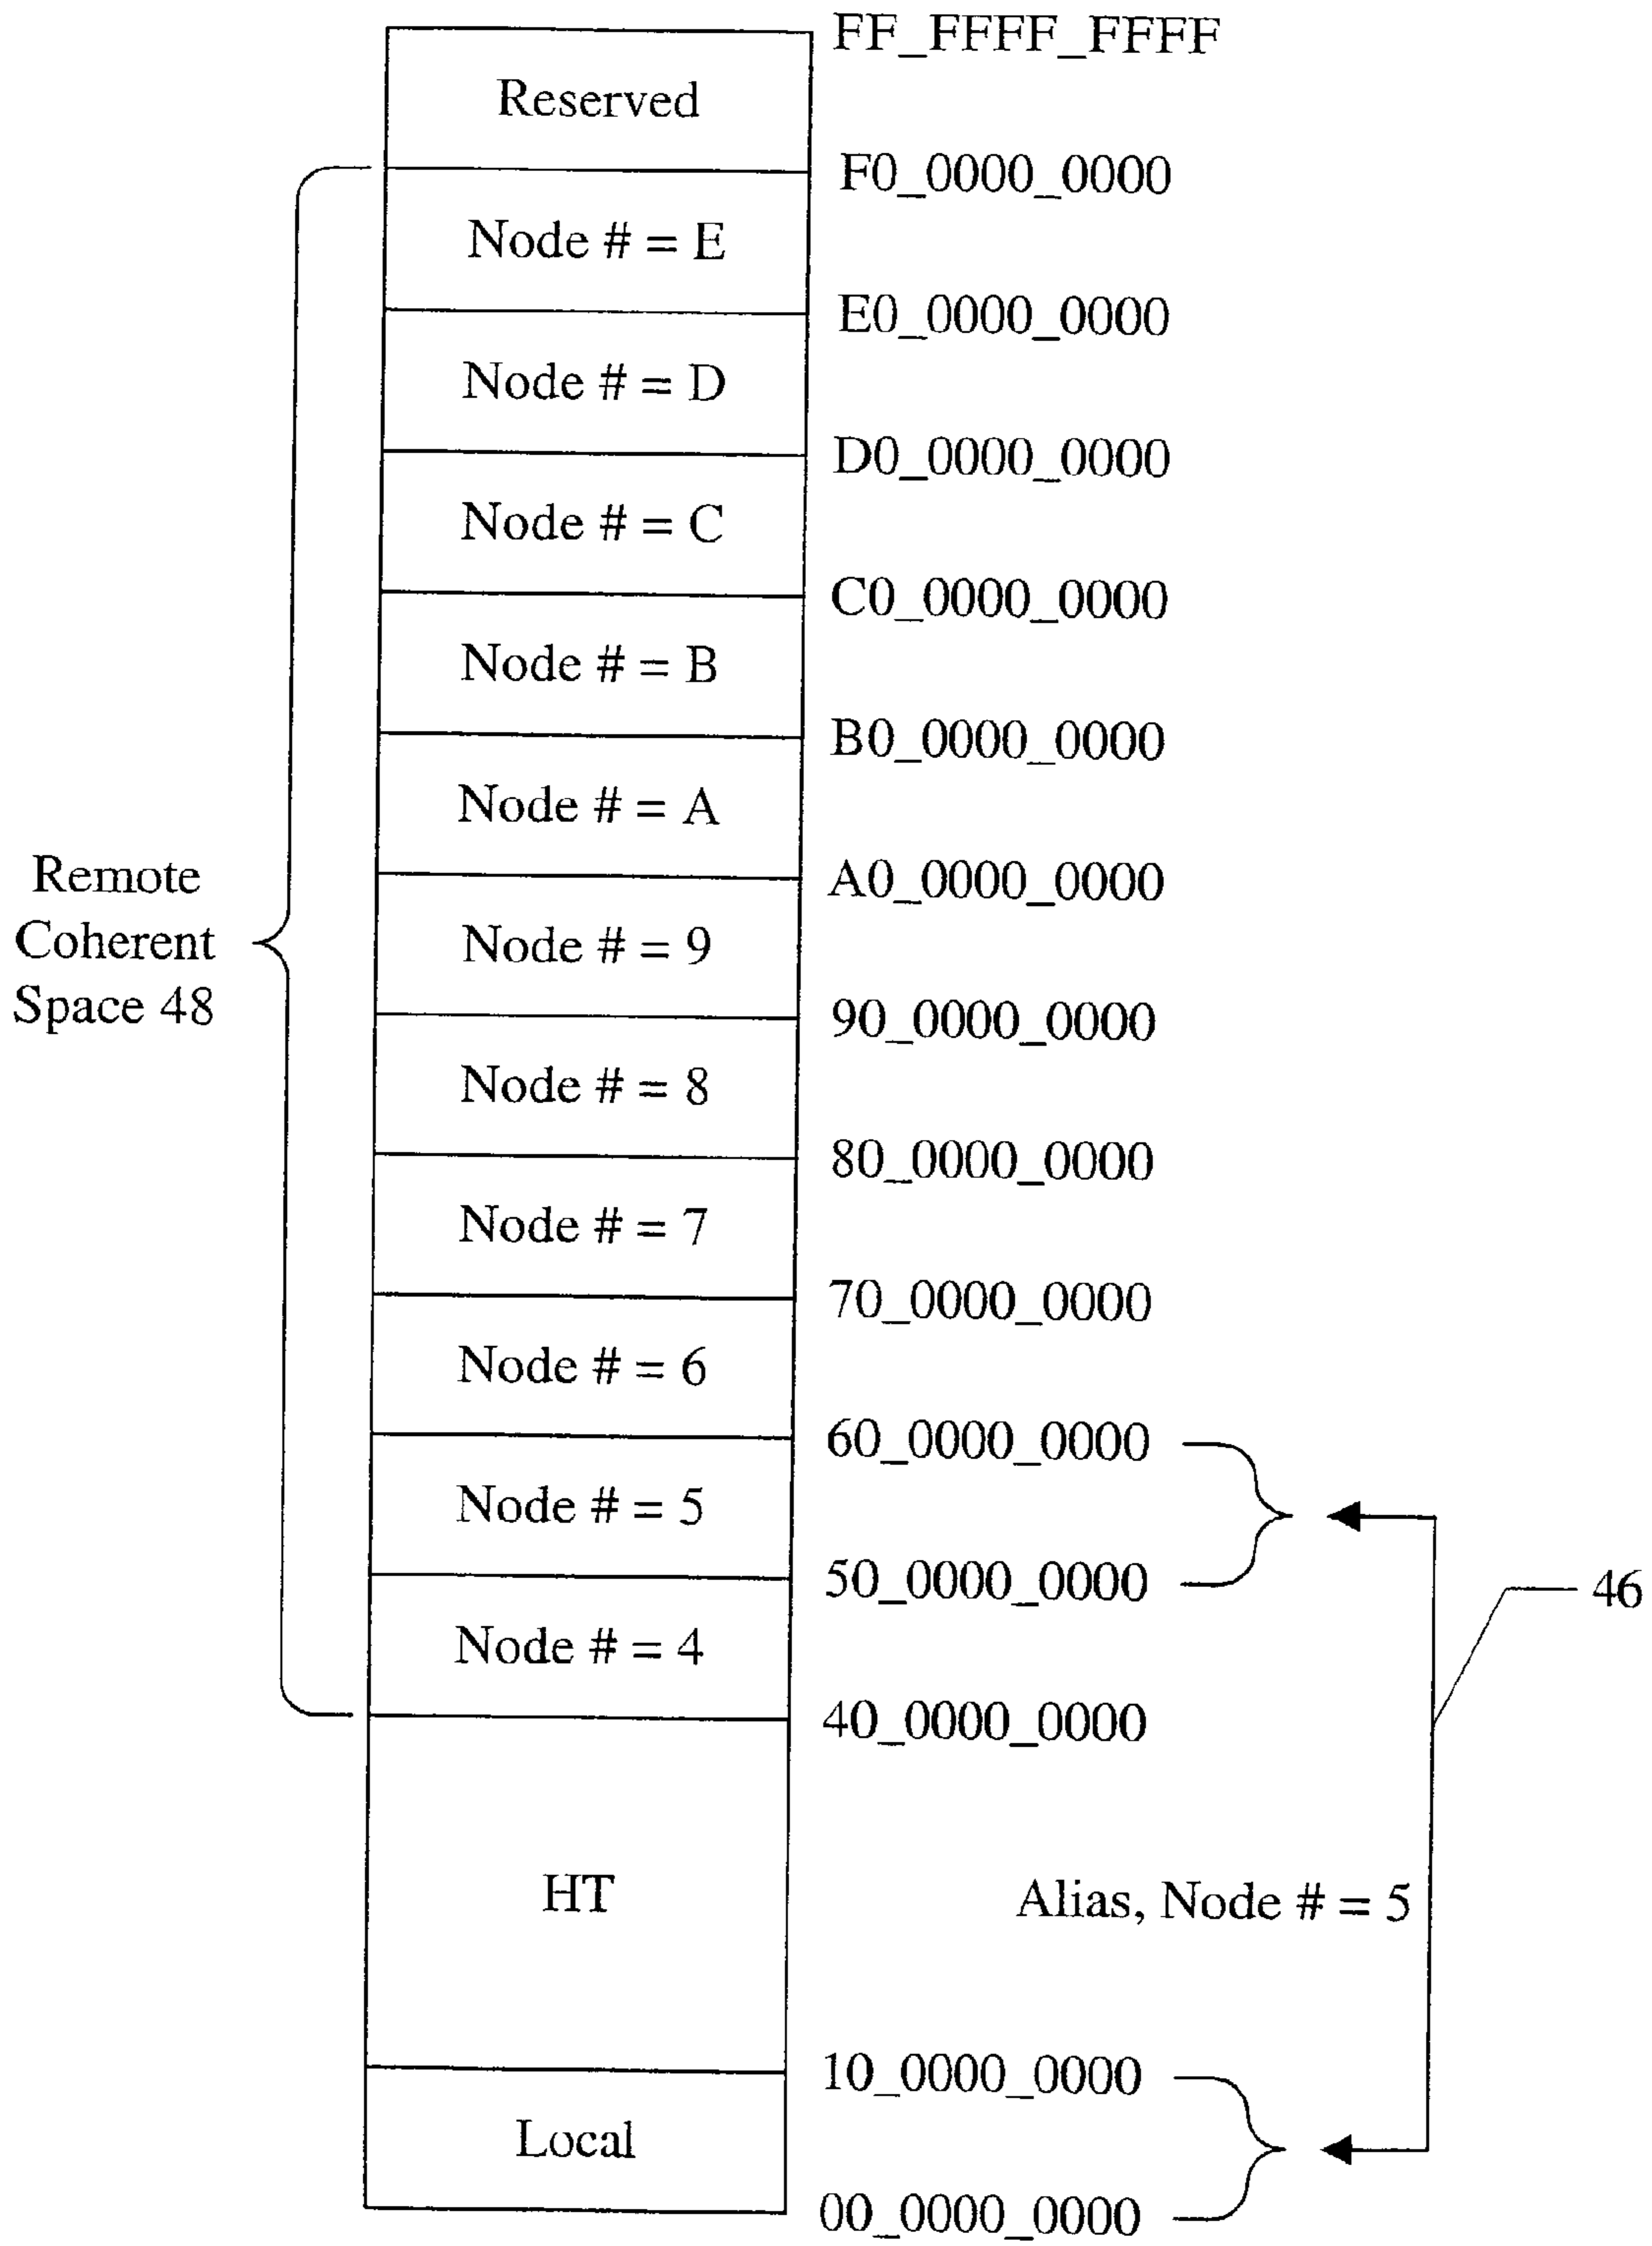 FF_FFFF_FFFF
Reserved
F0_0000_0000
Node # = E
E0_0000_0000
Node # = D
D0_0000_0000
Node # = C
C0_0000_0000
Node # = B
B0_0000_0000
Node # = A
A0_0000_0000
Remote
Coherent
Space 48
Node # = 9
90_0000_0000
Node # = 8
80_0000_0000
Node # = 7
70_0000_0000
Node # = 6
60_0000_0000
Node # = 5
50_0000_0000
46
Node # = 4
40_0000_0000
HT
Alias, Node # = 5
10_0000_0000
Local
00_0000_0000